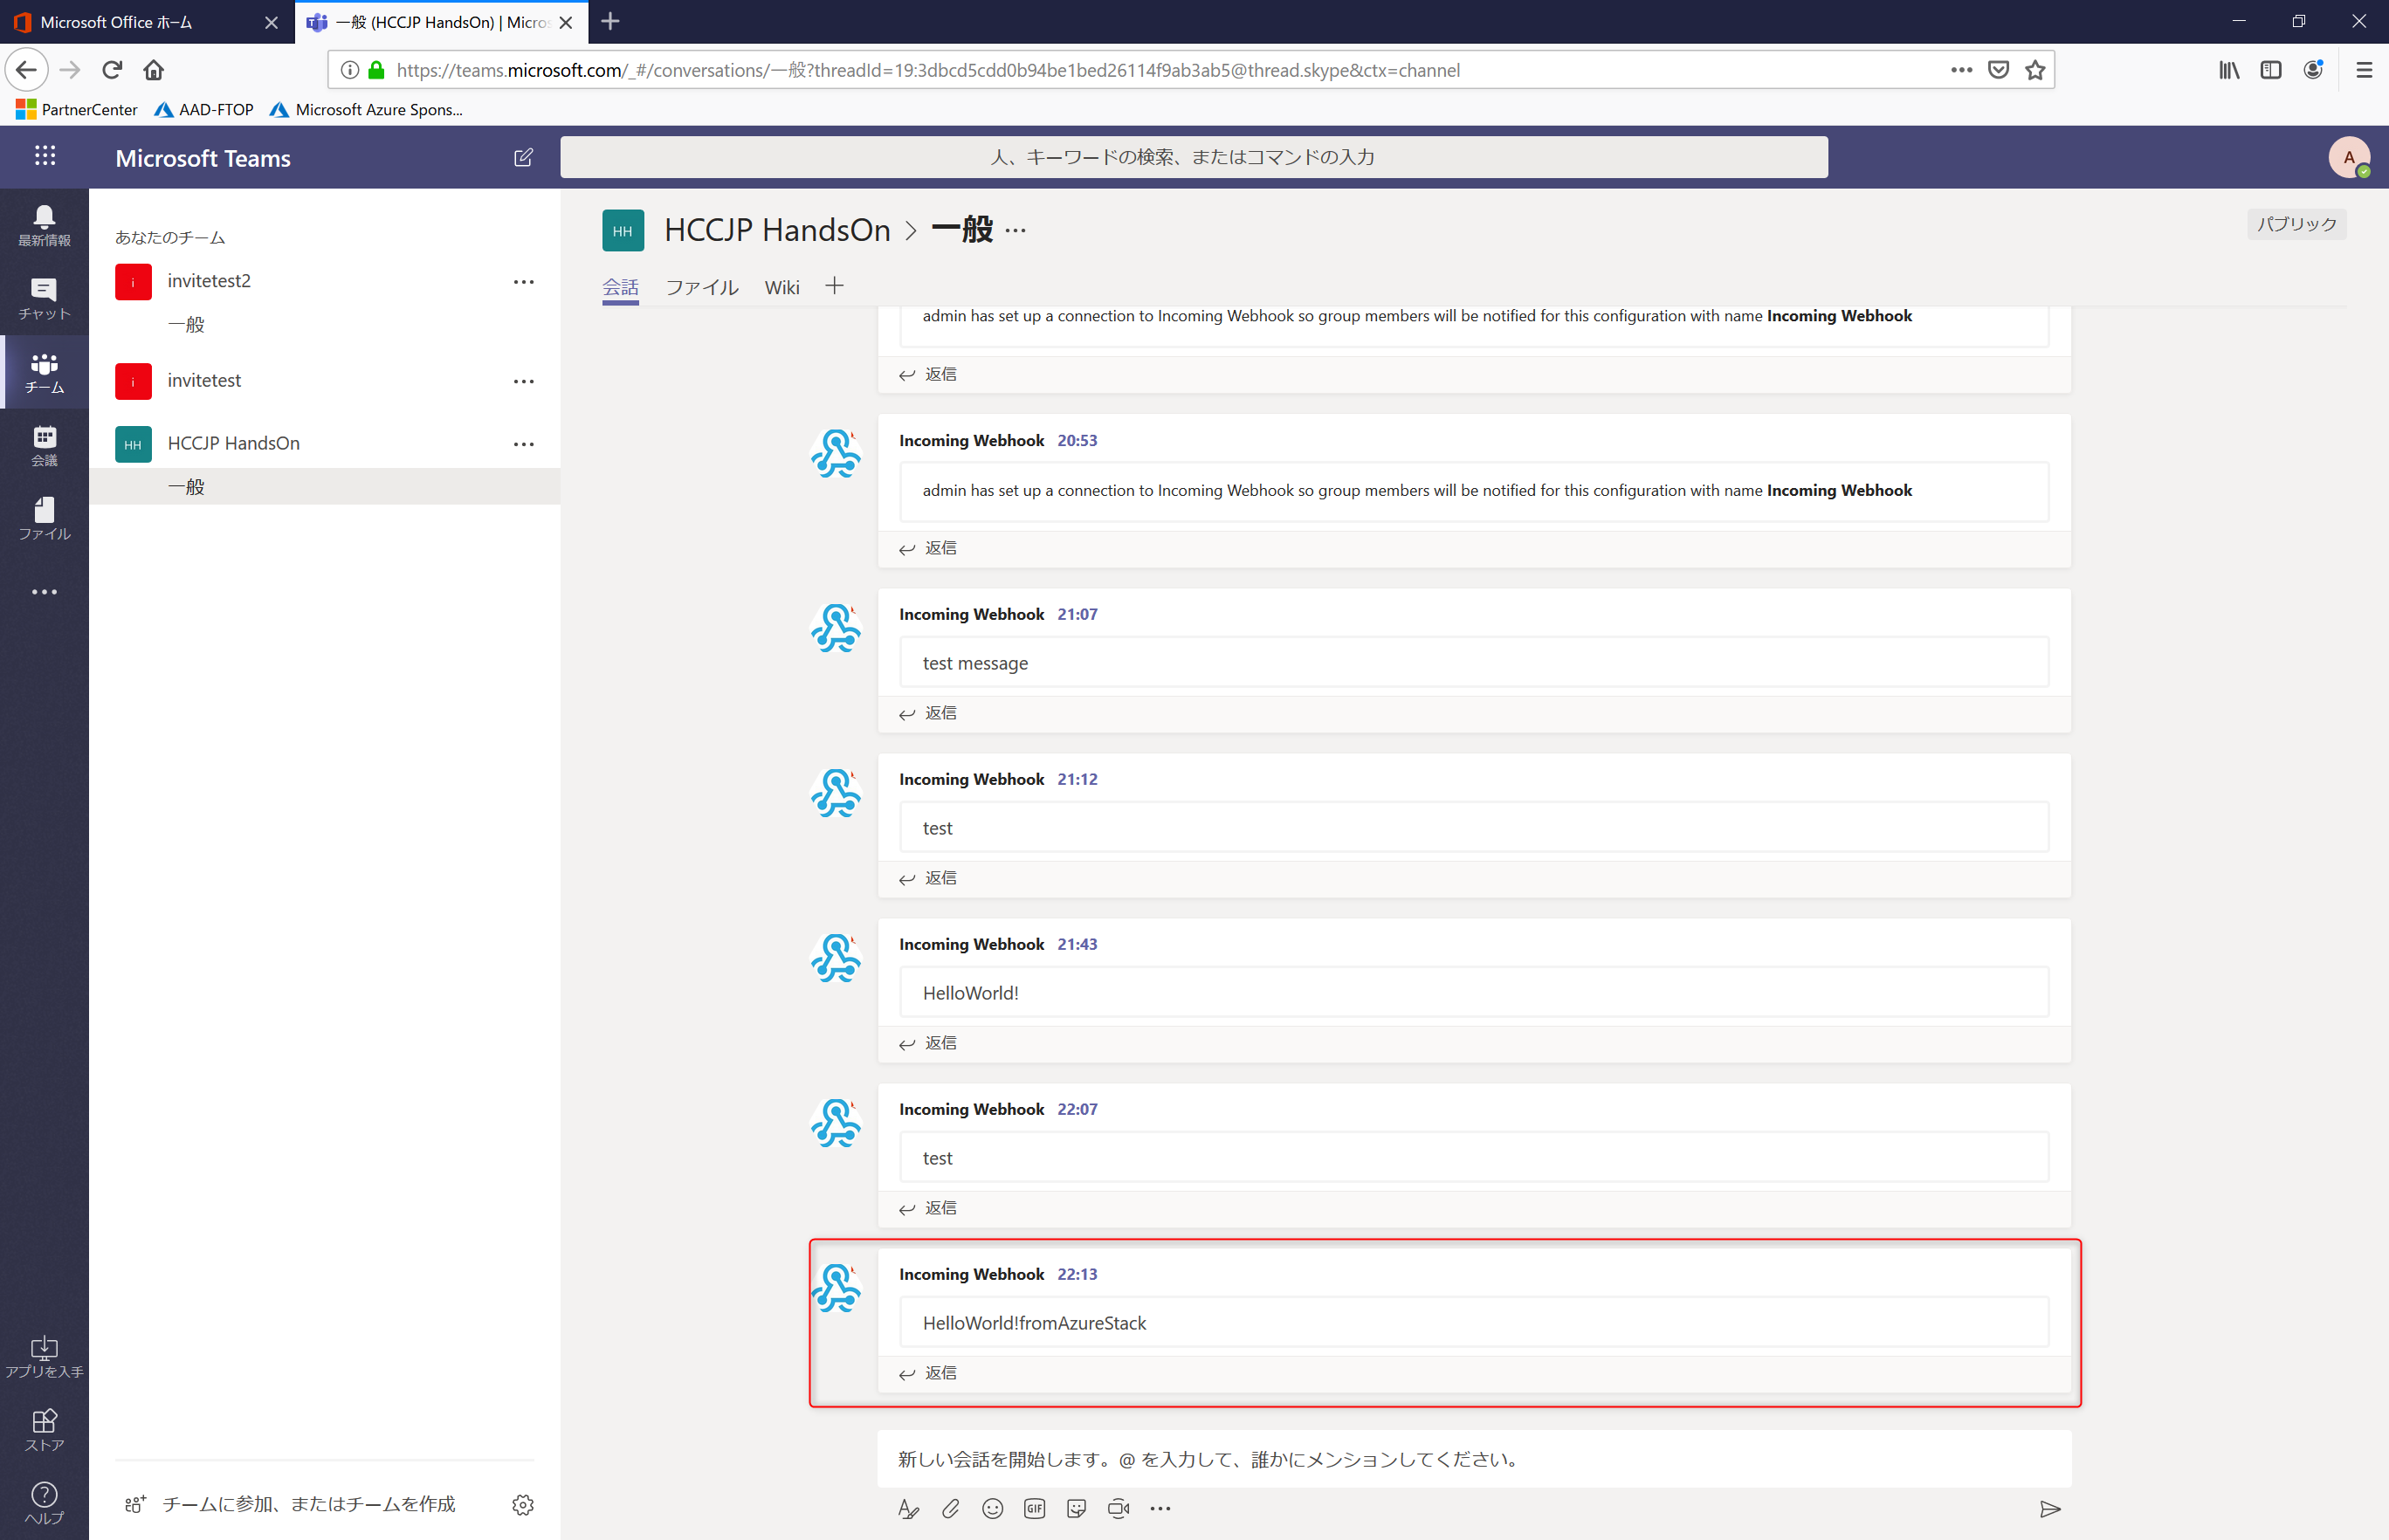 Microsoft Office ホーム
一般 (HCCJP HandsOn) | Micros
https://teams.microsoft.com/_#/conversations/一般?threadId=19:3dbcd5cdd0b94be1bed26114f9ab3ab5@thread.skype&ctx=channel
PartnerCenter
AAD-FTOP
Microsoft Azure Spons...
Microsoft Teams
人、キーワードの検索、またはコマンドの入力
A
最新情報
チャット
チーム
会議
ファイル
アプリを入手
ストア
ヘルプ
あなたのチーム
i
invitetest2
一般
i
invitetest
HH
HCCJP HandsOn
一般
チームに参加、またはチームを作成
HH
HCCJP HandsOn > 一般
パブリック
会話
ファイル
Wiki
admin has set up a connection to Incoming Webhook so group members will be notified for this configuration with name Incoming Webhook
返信
Incoming Webhook 20:53
admin has set up a connection to Incoming Webhook so group members will be notified for this configuration with name Incoming Webhook
返信
Incoming Webhook 21:07
test message
返信
Incoming Webhook 21:12
test
返信
Incoming Webhook 21:43
HelloWorld!
返信
Incoming Webhook 22:07
test
返信
Incoming Webhook 22:13
HelloWorld!fromAzureStack
返信
新しい会話を開始します。@ を入力して、誰かにメンションしてください。
GIF